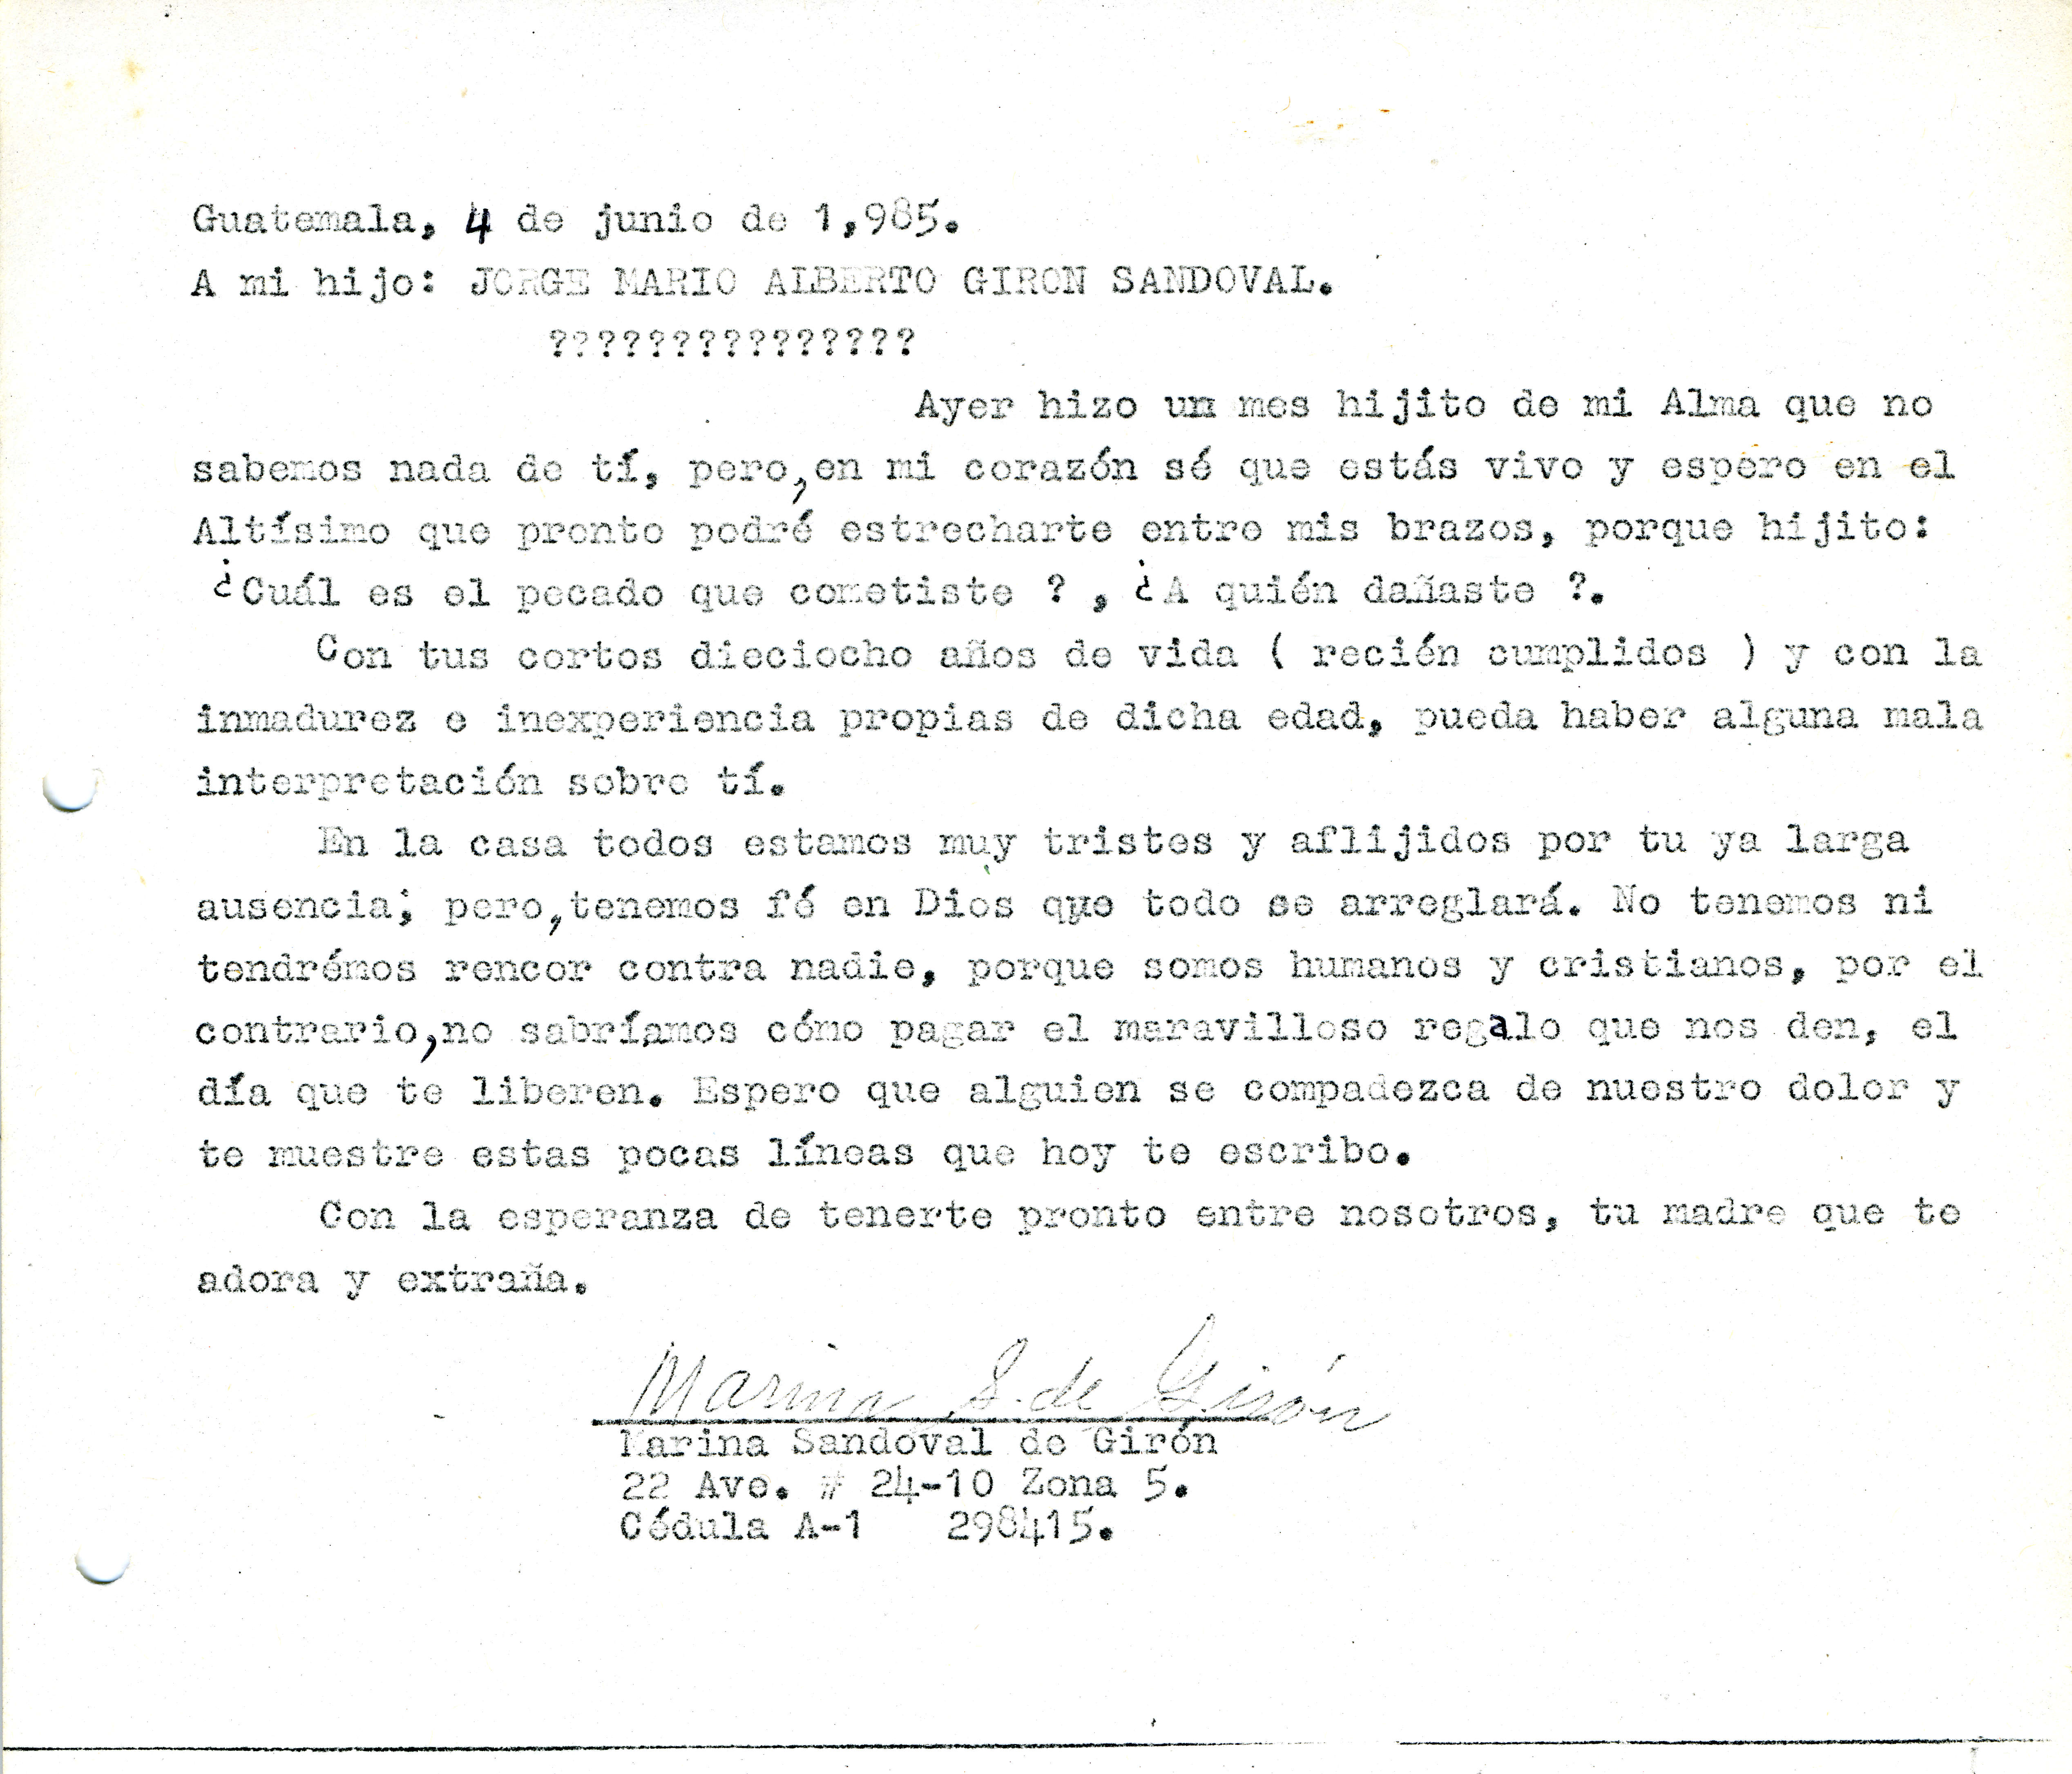 Guatemala, 4 de junio de 1,985.
A mi hijo: JORGE MARIO ALBERTO GIRON SANDOVAL.
???????????????
Ayer hizo un mes hijito de mi Alma que no
sabemos nada de tí, pero, en mi corazón sé que estás vivo y espero en el
Altísimo que pronto podré estrecharte entre mis brazos, porque hijito:
¿Cuál es el pecado que cometiste ? , ¿A quién dañaste ?.
Con tus cortos dieciocho años de vida ( recién cumplidos ) y con la
inmadurez e inexperiencia propias de dicha edad, pueda haber alguna mala
interpretación sobre tí.
En la casa todos estamos muy tristes y aflijidos por tu ya larga
ausencia; pero, tenemos fé en Dios que todo se arreglará. No tenemos ni
tendrémos rencor contra nadie, porque somos humanos y cristianos, por el
contrario, no sabríamos cómo pagar el maravilloso regalo que nos den, el
día que te liberen. Espero que alguien se compadezca de nuestro dolor y
te muestre estas pocas líneas que hoy te escribo.
Con la esperanza de tenerte pronto entre nosotros, tu madre que te
adora y extraña.
Marina S. de Girón
Marina Sandoval de Girón
22 Ave. # 24-10 Zona 5.
Cédula A-1 298415.